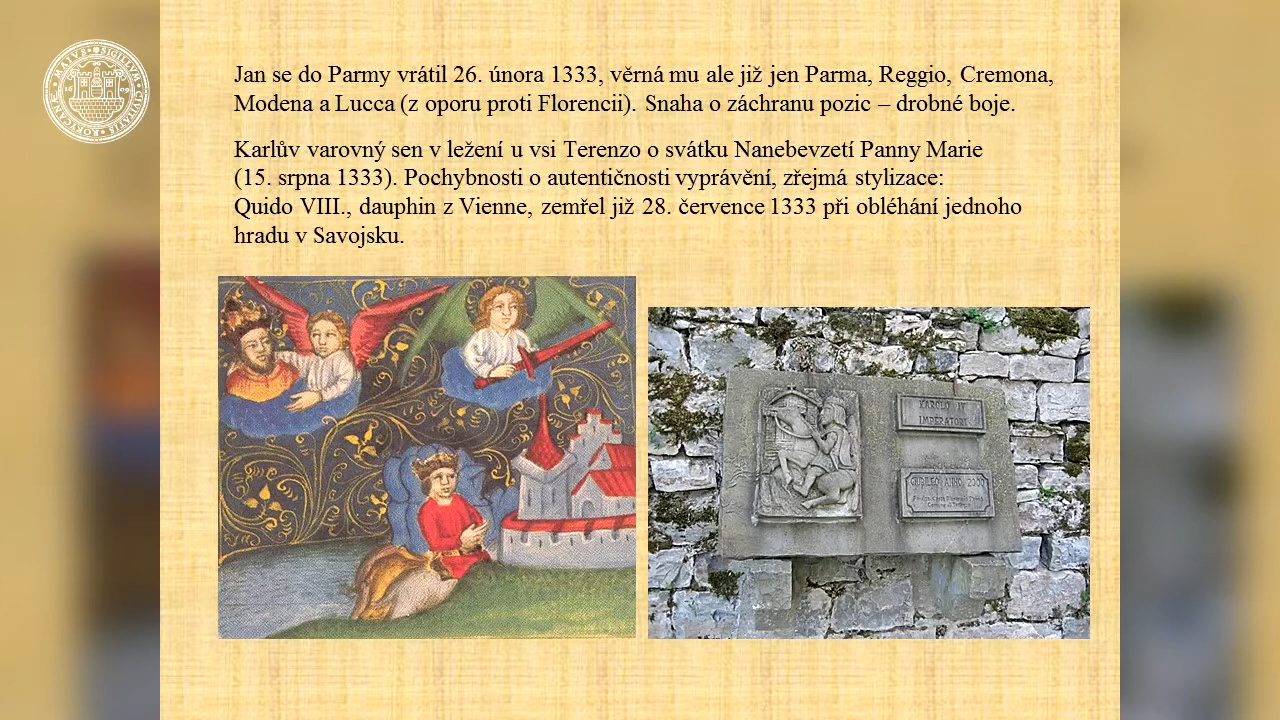 Jan se do Parmy vrátil 26. února 1333, věrná mu ale již jen Parma, Reggio, Cremona,
Modena a Lucca (z oporu proti Florencii). Snaha o záchranu pozic – drobné boje.
Karlův varovný sen v ležení u vsi Terenzo o svátku Nanebevzetí Panny Marie
(15. srpna 1333). Pochybnosti o autentičnosti vyprávění, zřejmá stylizace:
Quido VIII., dauphin z Vienne, zemřel již 28. července 1333 při obléhání jednoho
hradu v Savojsku.
KAROLO IV
IMPERATORI
GIUBILEO ANNO 2000